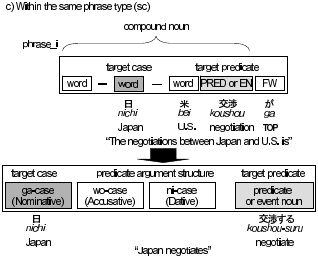 c) Within the same phrase type (sc)
compound noun
phrase_i
target case target predicate
word – word – word PRED or EN FW
日 米 交渉 が
nichi bei koushou ga
Japan U.S. negotiation TOP
“The negotiations between Japan and U.S. is”
target case predicate argument structure target predicate
ga-case (Nominative) wo-case (Accusative) ni-case (Dative) predicate or event noun
日 交渉する
nichi koushou-suru
Japan negotiate
“Japan negotiates”